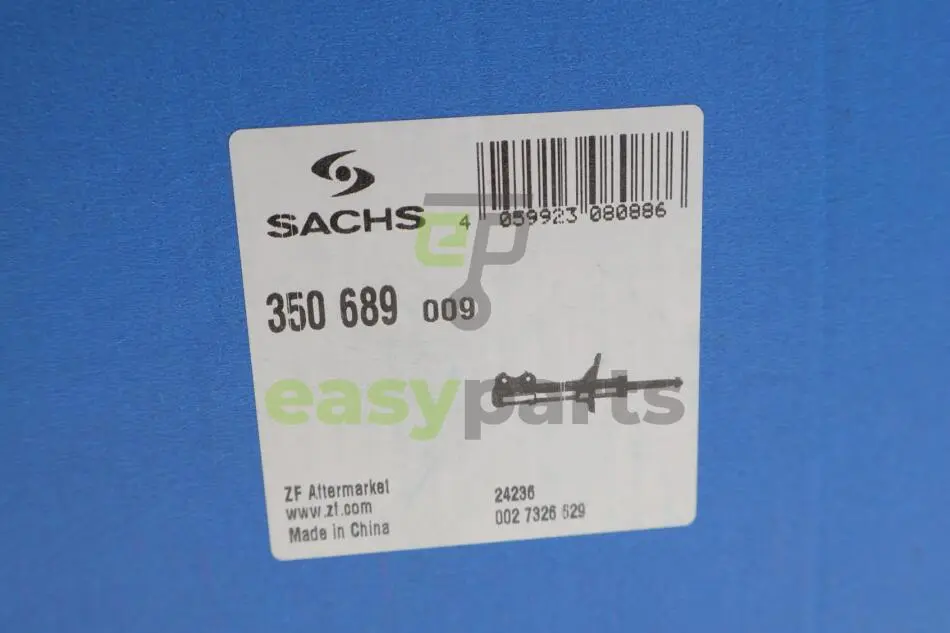 SACHS
4 059923 080886
350 689 009
easyparts
ZF Aftermarket
www.zf.com
Made in China
24236
002 7326 629